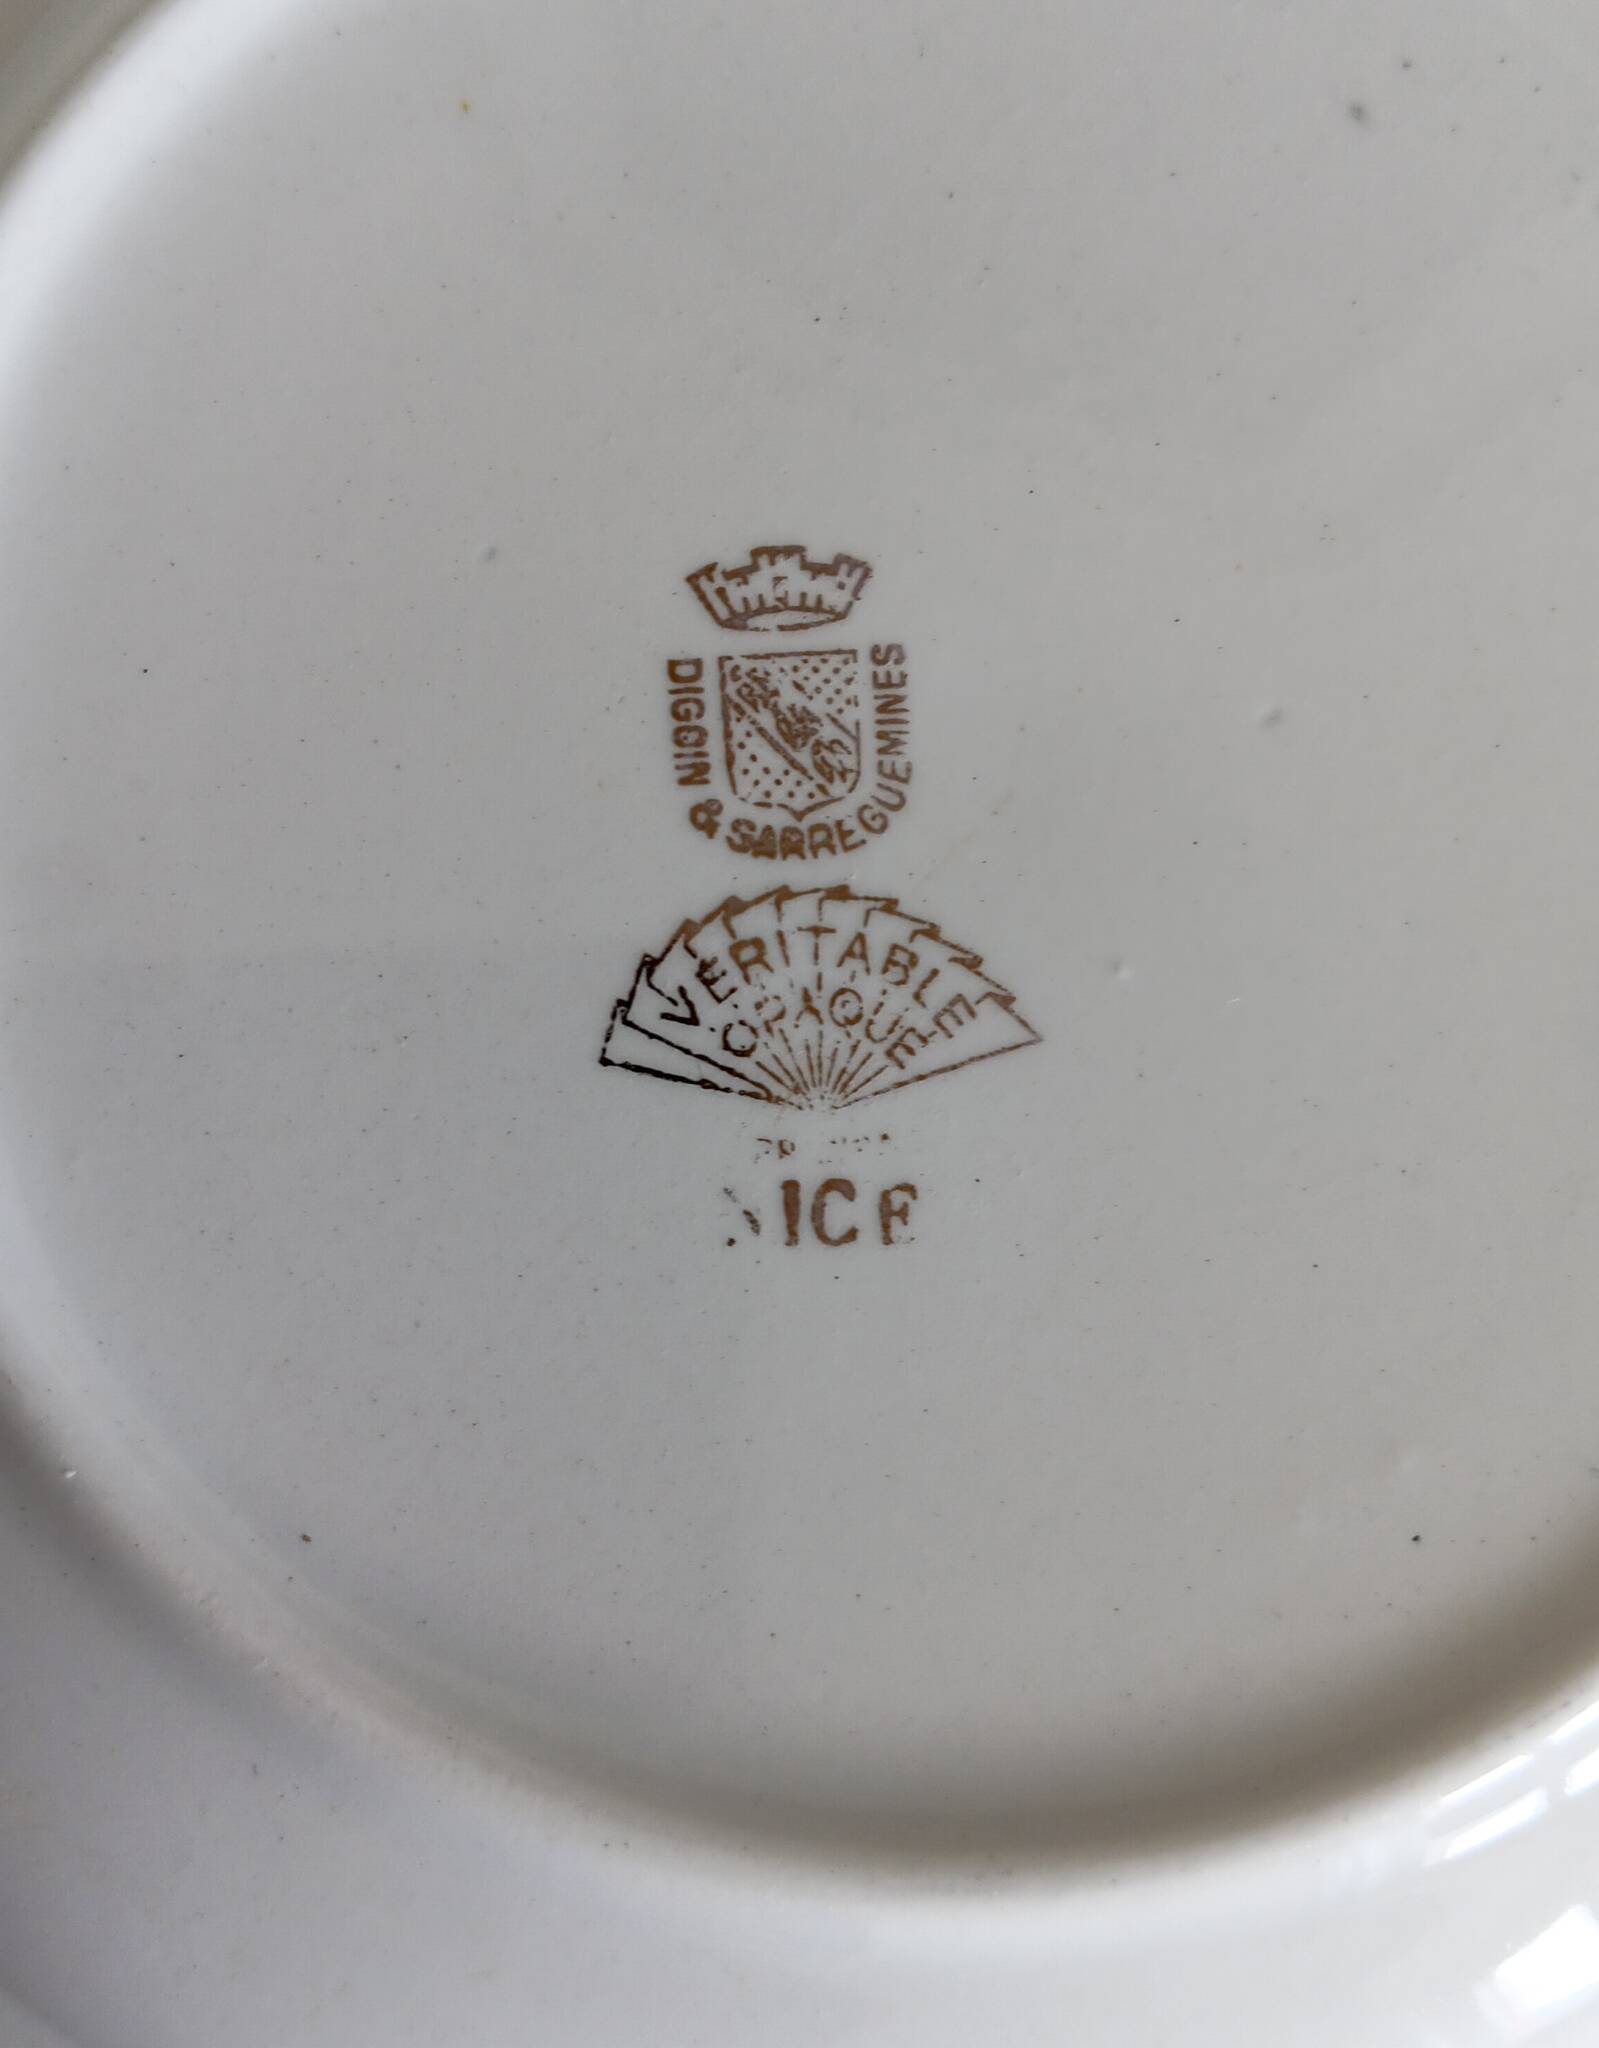 DIGOIN & SARREGUEMINES
VERITABLE
OPAQUE
NICE